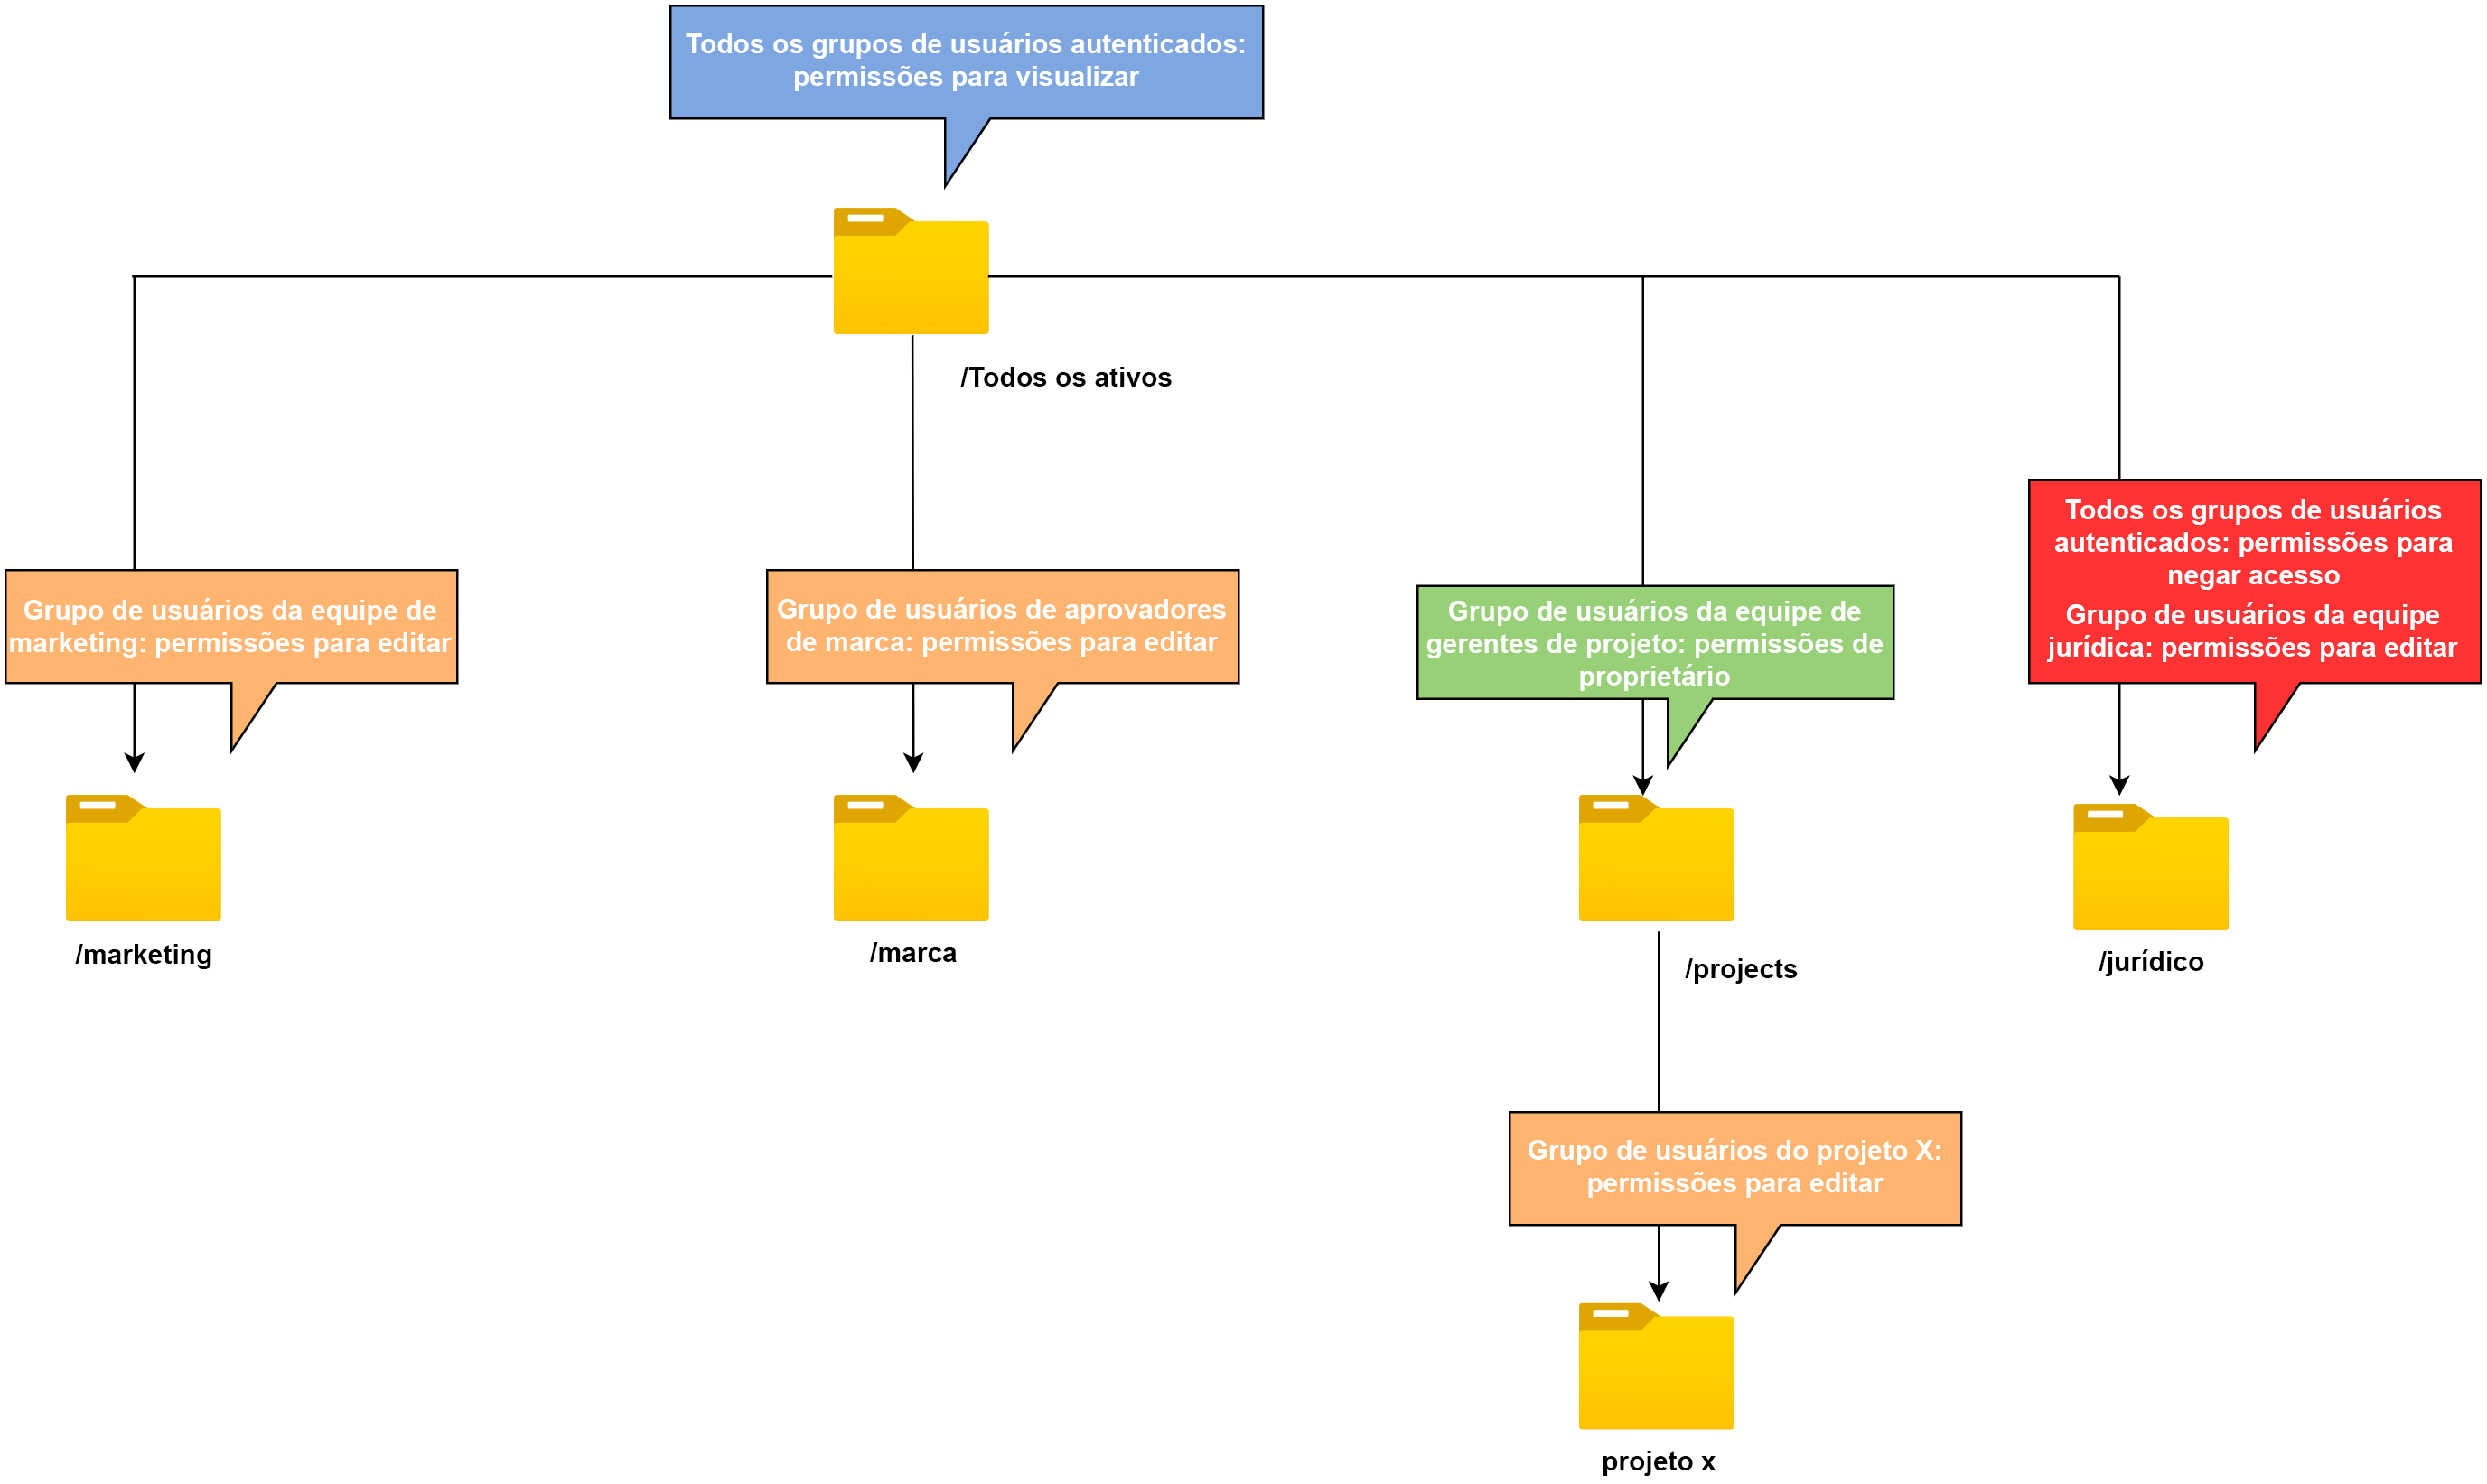 Todos os grupos de usuários autenticados:
permissões para visualizar
/Todos os ativos
Grupo de usuários da equipe de
marketing: permissões para editar
Grupo de usuários de aprovadores
de marca: permissões para editar
Grupo de usuários da equipe de
gerentes de projeto: permissões de
proprietário
Todos os grupos de usuários
autenticados: permissões para
negar acesso
Grupo de usuários da equipe
jurídica: permissões para editar
/marketing
/marca
/projects
/jurídico
Grupo de usuários do projeto X:
permissões para editar
projeto x